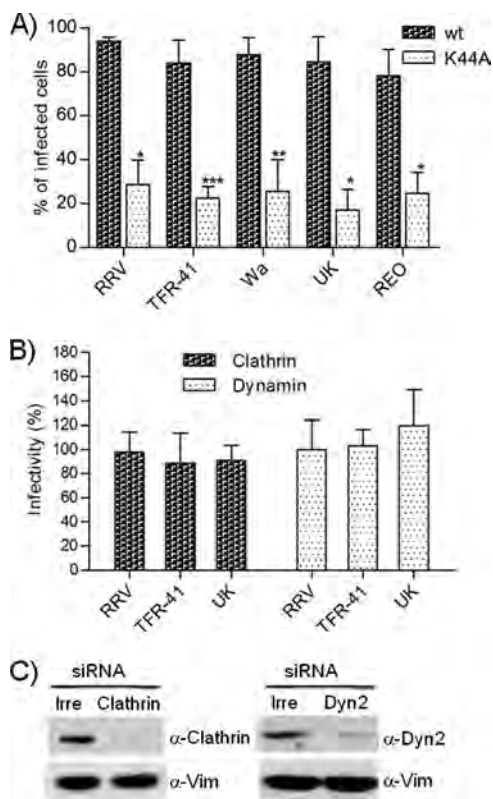 A)
wt
K44A
% of infected cells
100
80
60
40
20
0
* *** ** * *
RRV TFR-41 Wa UK REO
B)
Clathrin
Dynamin
Infectivity (%)
180
160
140
120
100
80
60
40
20
0
RRV TFR-41 UK RRV TFR-41 UK
C)
siRNA siRNA
Irre Clathrin Irre Dyn2
α-Clathrin α-Dyn2
α-Vim α-Vim